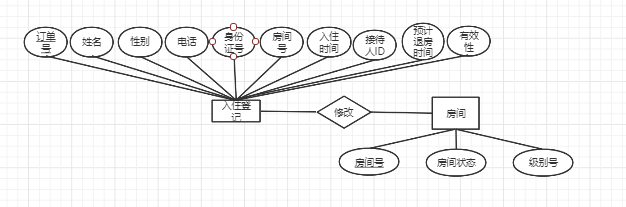 订单
号
姓名
性别
电话
身份
证号
房间
号
入住
时间
接待
人ID
预计
退房
时间
有效
性
入住登
记
修改
房间
房间号
房间状态
级别号